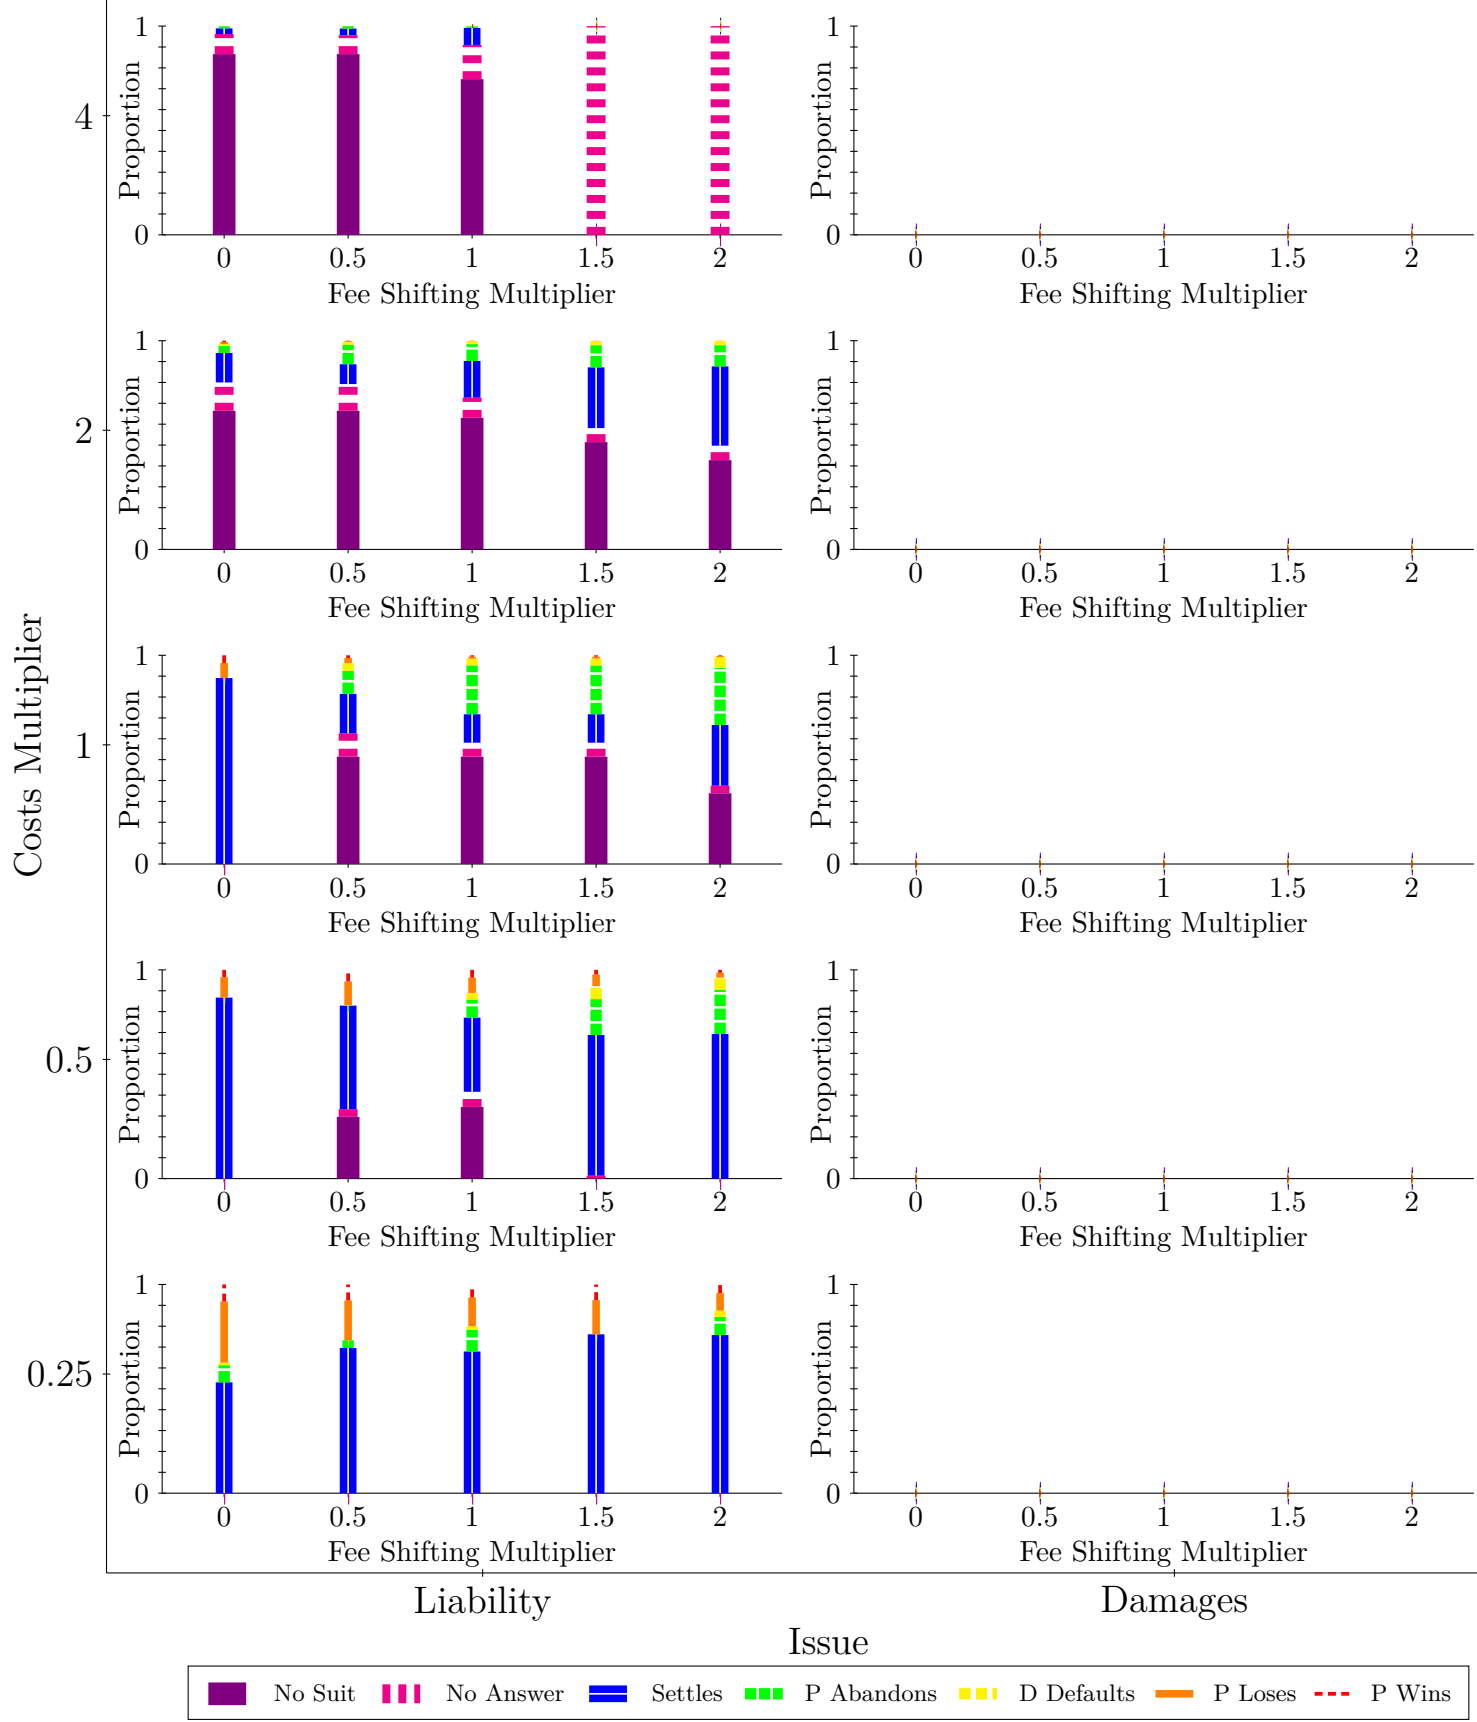 Costs Multiplier
4
1
Proportion
0
0 0.5 1 1.5 2
Fee Shifting Multiplier
1
Proportion
0
0 0.5 1 1.5 2
Fee Shifting Multiplier
2
1
Proportion
0
0 0.5 1 1.5 2
Fee Shifting Multiplier
1
Proportion
0
0 0.5 1 1.5 2
Fee Shifting Multiplier
1
1
Proportion
0
0 0.5 1 1.5 2
Fee Shifting Multiplier
1
Proportion
0
0 0.5 1 1.5 2
Fee Shifting Multiplier
0.5
1
Proportion
0
0 0.5 1 1.5 2
Fee Shifting Multiplier
1
Proportion
0
0 0.5 1 1.5 2
Fee Shifting Multiplier
0.25
1
Proportion
0
0 0.5 1 1.5 2
Fee Shifting Multiplier
1
Proportion
0
0 0.5 1 1.5 2
Fee Shifting Multiplier
Liability Damages
Issue
No Suit No Answer Settles P Abandons D Defaults P Loses P Wins